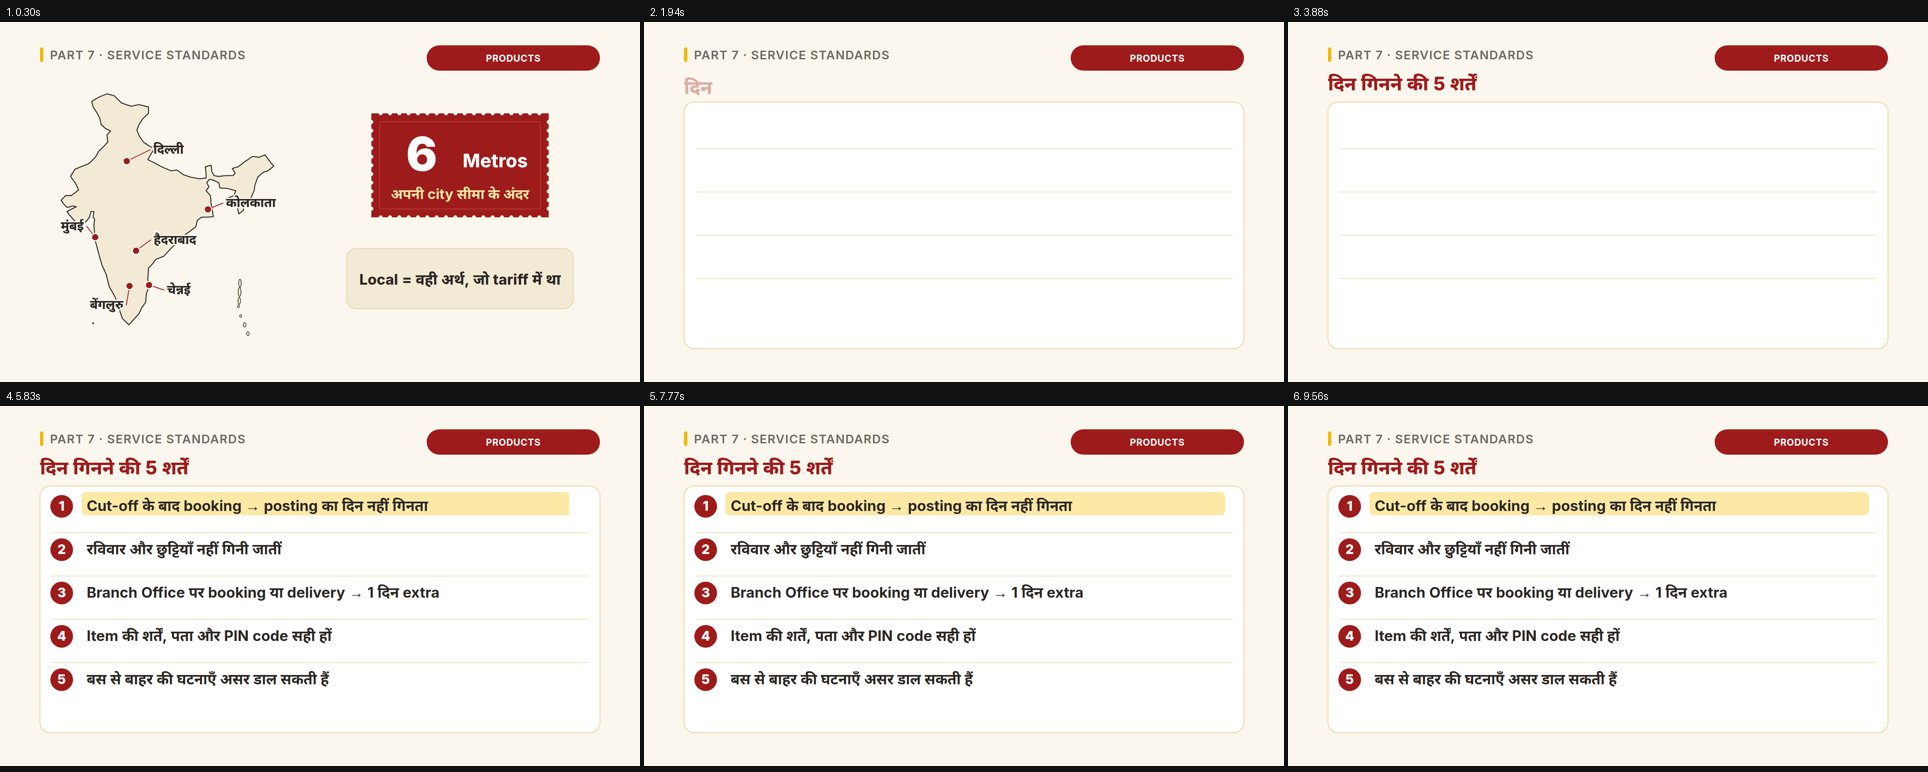 1. 0.30s
PART 7 · SERVICE STANDARDS
PRODUCTS
दिल्ली
कोलकाता
मुंबई
हैदराबाद
चेन्नई
बेंगलुरु
6 Metros
अपनी city सीमा के अंदर
Local = वही अर्थ, जो tariff में था
2. 1.94s
PART 7 · SERVICE STANDARDS
PRODUCTS
दिन
3. 3.88s
PART 7 · SERVICE STANDARDS
PRODUCTS
दिन गिनने की 5 शर्तें
4. 5.83s
PART 7 · SERVICE STANDARDS
PRODUCTS
दिन गिनने की 5 शर्तें
1 Cut-off के बाद booking → posting का दिन नहीं गिनता
2 रविवार और छुट्टियाँ नहीं गिनी जातीं
3 Branch Office पर booking या delivery → 1 दिन extra
4 Item की शर्तें, पता और PIN code सही हों
5 बस से बाहर की घटनाएँ असर डाल सकती हैं
5. 7.77s
PART 7 · SERVICE STANDARDS
PRODUCTS
दिन गिनने की 5 शर्तें
1 Cut-off के बाद booking → posting का दिन नहीं गिनता
2 रविवार और छुट्टियाँ नहीं गिनी जातीं
3 Branch Office पर booking या delivery → 1 दिन extra
4 Item की शर्तें, पता और PIN code सही हों
5 बस से बाहर की घटनाएँ असर डाल सकती हैं
6. 9.56s
PART 7 · SERVICE STANDARDS
PRODUCTS
दिन गिनने की 5 शर्तें
1 Cut-off के बाद booking → posting का दिन नहीं गिनता
2 रविवार और छुट्टियाँ नहीं गिनी जातीं
3 Branch Office पर booking या delivery → 1 दिन extra
4 Item की शर्तें, पता और PIN code सही हों
5 बस से बाहर की घटनाएँ असर डाल सकती हैं